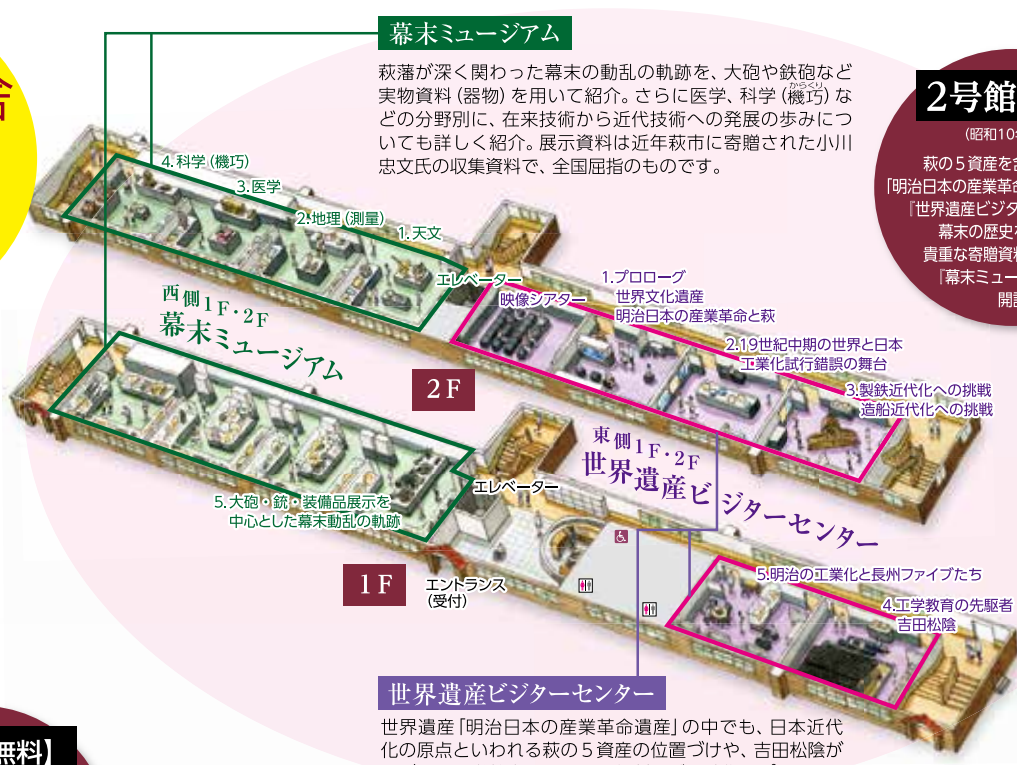 幕末ミュージアム
萩藩が深く関わった幕末の動乱の軌跡を、大砲や鉄砲など
実物資料(器物)を用いて紹介。さらに医学、科学(機巧)な
からくり
どの分野別に、在来技術から近代技術への発展の歩みにつ
いても詳しく紹介。展示資料は近年萩市に寄贈された小川
忠文氏の収集資料で、全国屈指のものです。
2号館
(昭和10年
萩の5資産を含
「明治日本の産業革命
『世界遺産ビジタ
幕末の歴史
貴重な寄贈資料
『幕末ミュー
開設
4.科学(機巧)
3.医学
2.地理(測量)
1.天文
エレベーター
映像シアター
1.プロローグ
世界文化遺産
明治日本の産業革命と萩
2.19世紀中期の世界と日本
工業化試行錯誤の舞台
3.製鉄近代化への挑戦
造船近代化への挑戦
西側1F・2F
幕末ミュージアム
2F
東側1F・2F
世界遺産ビジターセンター
エレベーター
5.大砲・銃・装備品展示を
中心とした幕末動乱の軌跡
1F
エントランス
(受付)
5.明治の工業化と長州ファイブたち
4.工学教育の先駆者
吉田松陰
世界遺産ビジターセンター
世界遺産「明治日本の産業革命遺産」の中でも、日本近代
化の原点といわれる萩の5資産の位置づけや、吉田松陰が
無料】